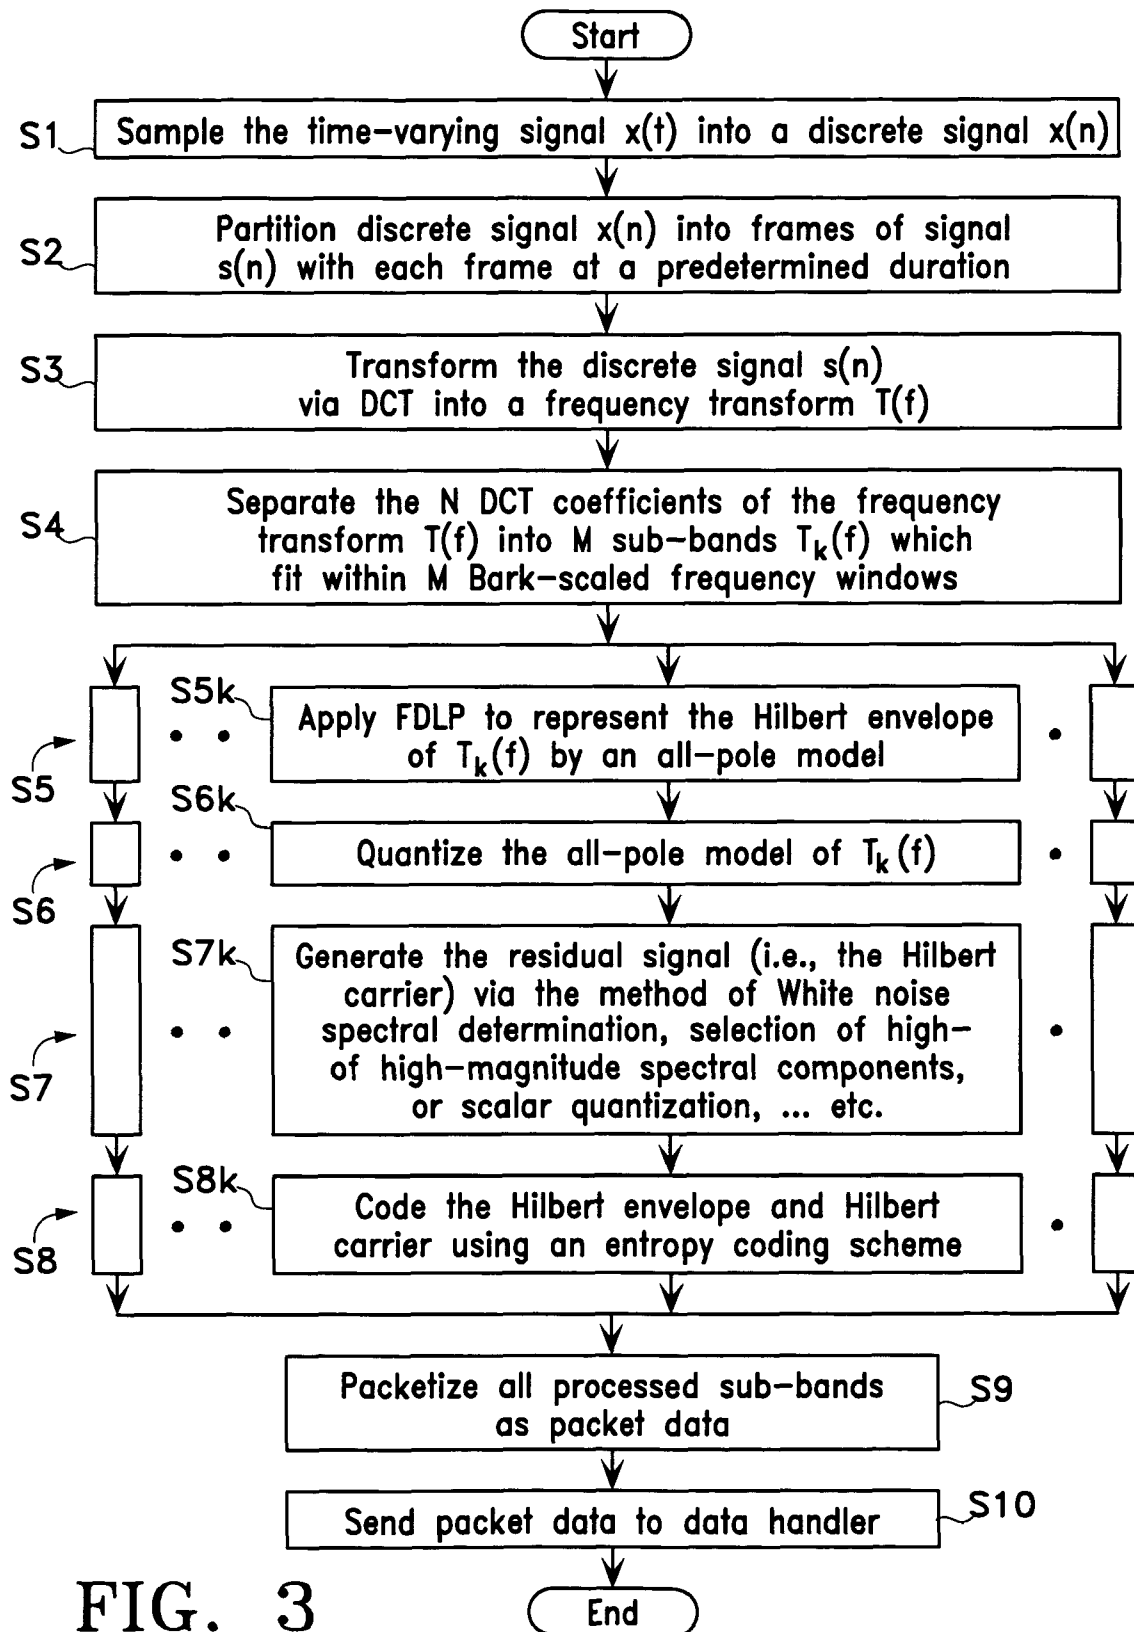 Start
S1
Sample the time-varying signal x(t) into a discrete signal x(n)
S2
Partition discrete signal x(n) into frames of signal
s(n) with each frame at a predetermined duration
S3
Transform the discrete signal s(n)
via DCT into a frequency transform T(f)
S4
Separate the N DCT coefficients of the frequency
transform T(f) into M sub-bands Tk(f) which
fit within M Bark-scaled frequency windows
S5k
Apply FDLP to represent the Hilbert envelope
of Tk(f) by an all-pole model
S5
S6k
Quantize the all-pole model of Tk(f)
S6
S7k
Generate the residual signal (i.e., the Hilbert
carrier) via the method of White noise
spectral determination, selection of high-
of high-magnitude spectral components,
or scalar quantization, ... etc.
S7
S8k
Code the Hilbert envelope and Hilbert
carrier using an entropy coding scheme
S8
Packetize all processed sub-bands
as packet data
S9
Send packet data to data handler
S10
End
FIG. 3